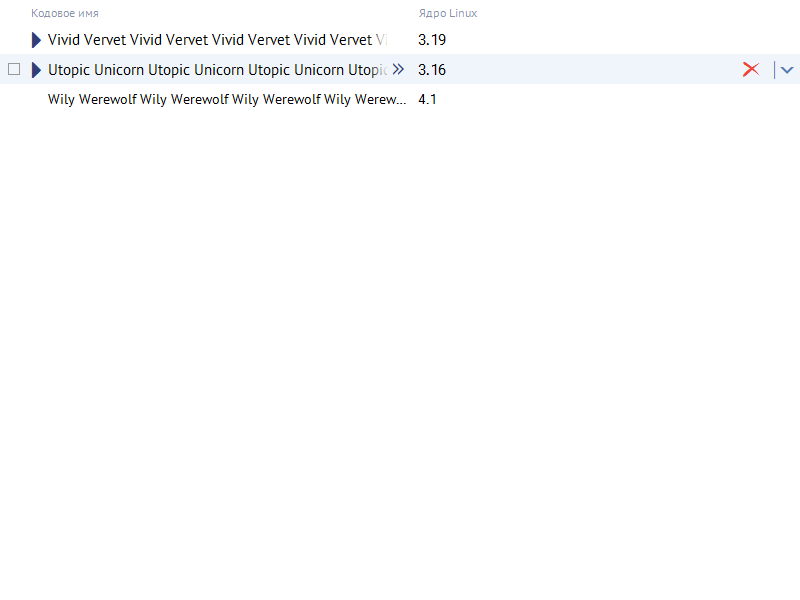 Кодовое имя Ядро Linux
Vivid Vervet Vivid Vervet Vivid Vervet Vivid Vervet 3.19
Utopic Unicorn Utopic Unicorn Utopic Unicorn Utopic 3.16
Wily Werewolf Wily Werewolf Wily Werewolf Wily Werew... 4.1